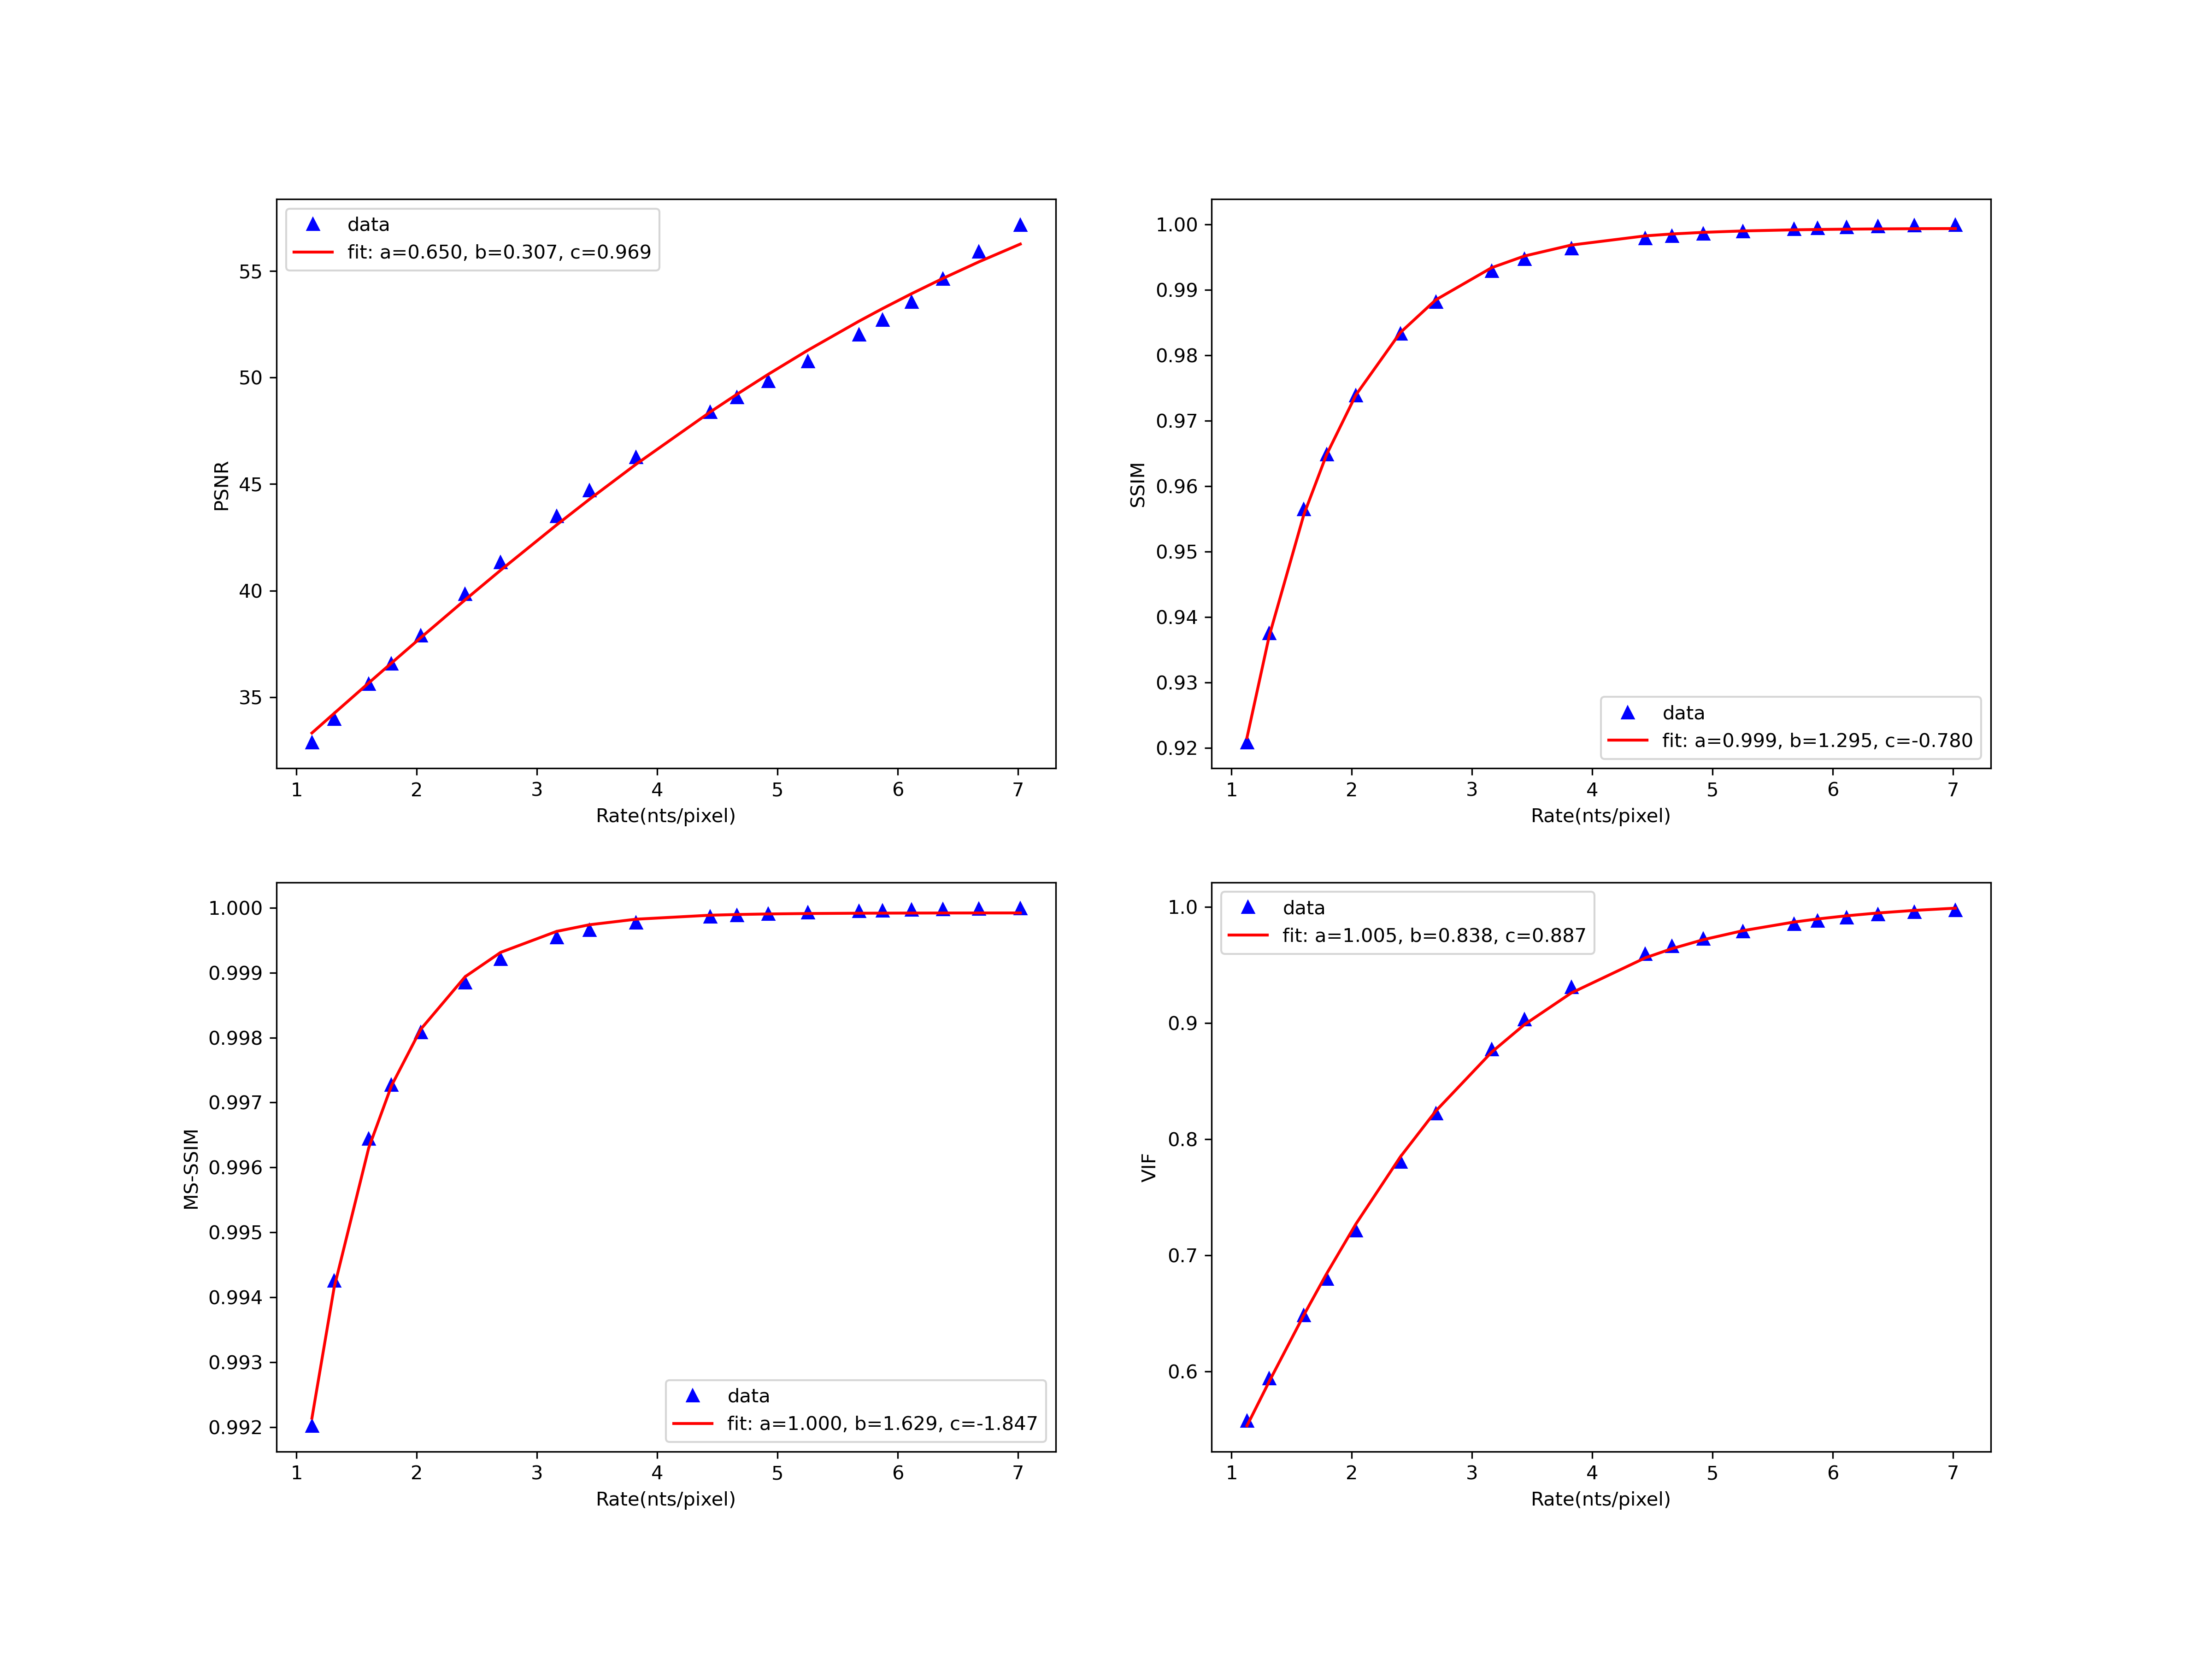 data
fit: a=0.650, b=0.307, c=0.969
55
50
45
40
35
PSNR
1 2 3 4 5 6 7
Rate(nts/pixel)
1.00
0.99
0.98
0.97
0.96
0.95
0.94
0.93
0.92
SSIM
data
fit: a=0.999, b=1.295, c=-0.780
1 2 3 4 5 6 7
Rate(nts/pixel)
1.000
0.999
0.998
0.997
0.996
0.995
0.994
0.993
0.992
MS-SSIM
data
fit: a=1.000, b=1.629, c=-1.847
1 2 3 4 5 6 7
Rate(nts/pixel)
data
fit: a=1.005, b=0.838, c=0.887
1.0
0.9
0.8
0.7
0.6
VIF
1 2 3 4 5 6 7
Rate(nts/pixel)